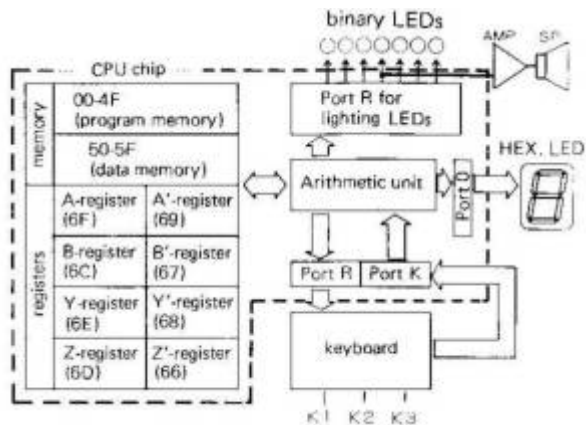 binary LEDs
AMP
SP
CPU chip
memory
00-4F
(program memory)
50-5F
(data memory)
Port R for
lighting LEDs
HEX. LED
Arithmetic unit
Port O
registers
A-register
(6F)
A'-register
(69)
B-register
(6C)
B'-register
(67)
Y-register
(6E)
Y'-register
(68)
Z-register
(6D)
Z'-register
(66)
Port R
Port K
keyboard
K1
K2
K3